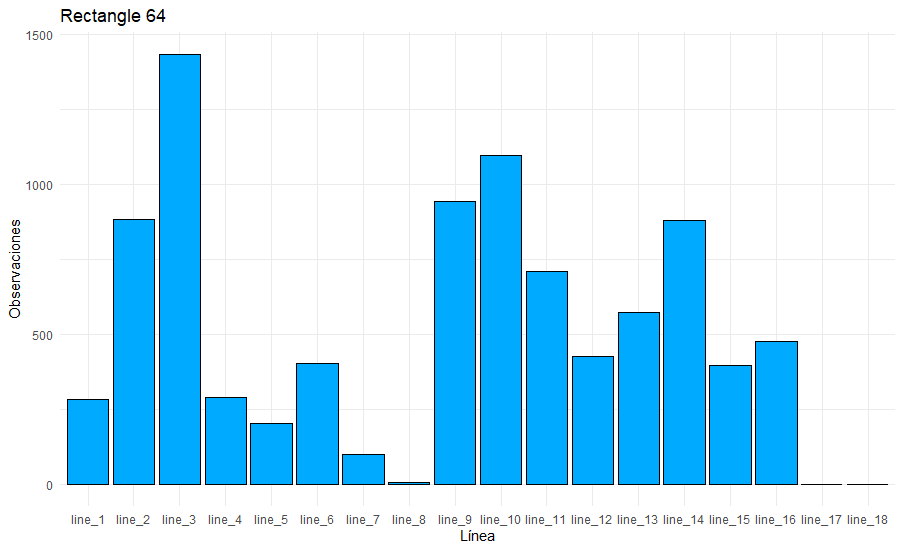 Rectangle 64
1500
1000
500
0
Observaciones
line_1 line_2 line_3 line_4 line_5 line_6 line_7 line_8 line_9 line_10 line_11 line_12 line_13 line_14 line_15 line_16 line_17 line_18
Línea